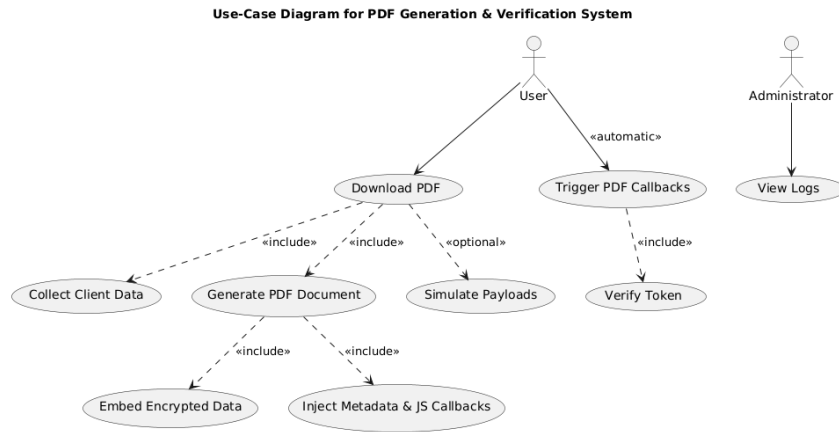 Use-Case Diagram for PDF Generation & Verification System
User
Administrator
«automatic»
Download PDF
Trigger PDF Callbacks
View Logs
«include»
«include»
«optional»
«include»
Collect Client Data
Generate PDF Document
Simulate Payloads
Verify Token
«include»
«include»
Embed Encrypted Data
Inject Metadata & JS Callbacks